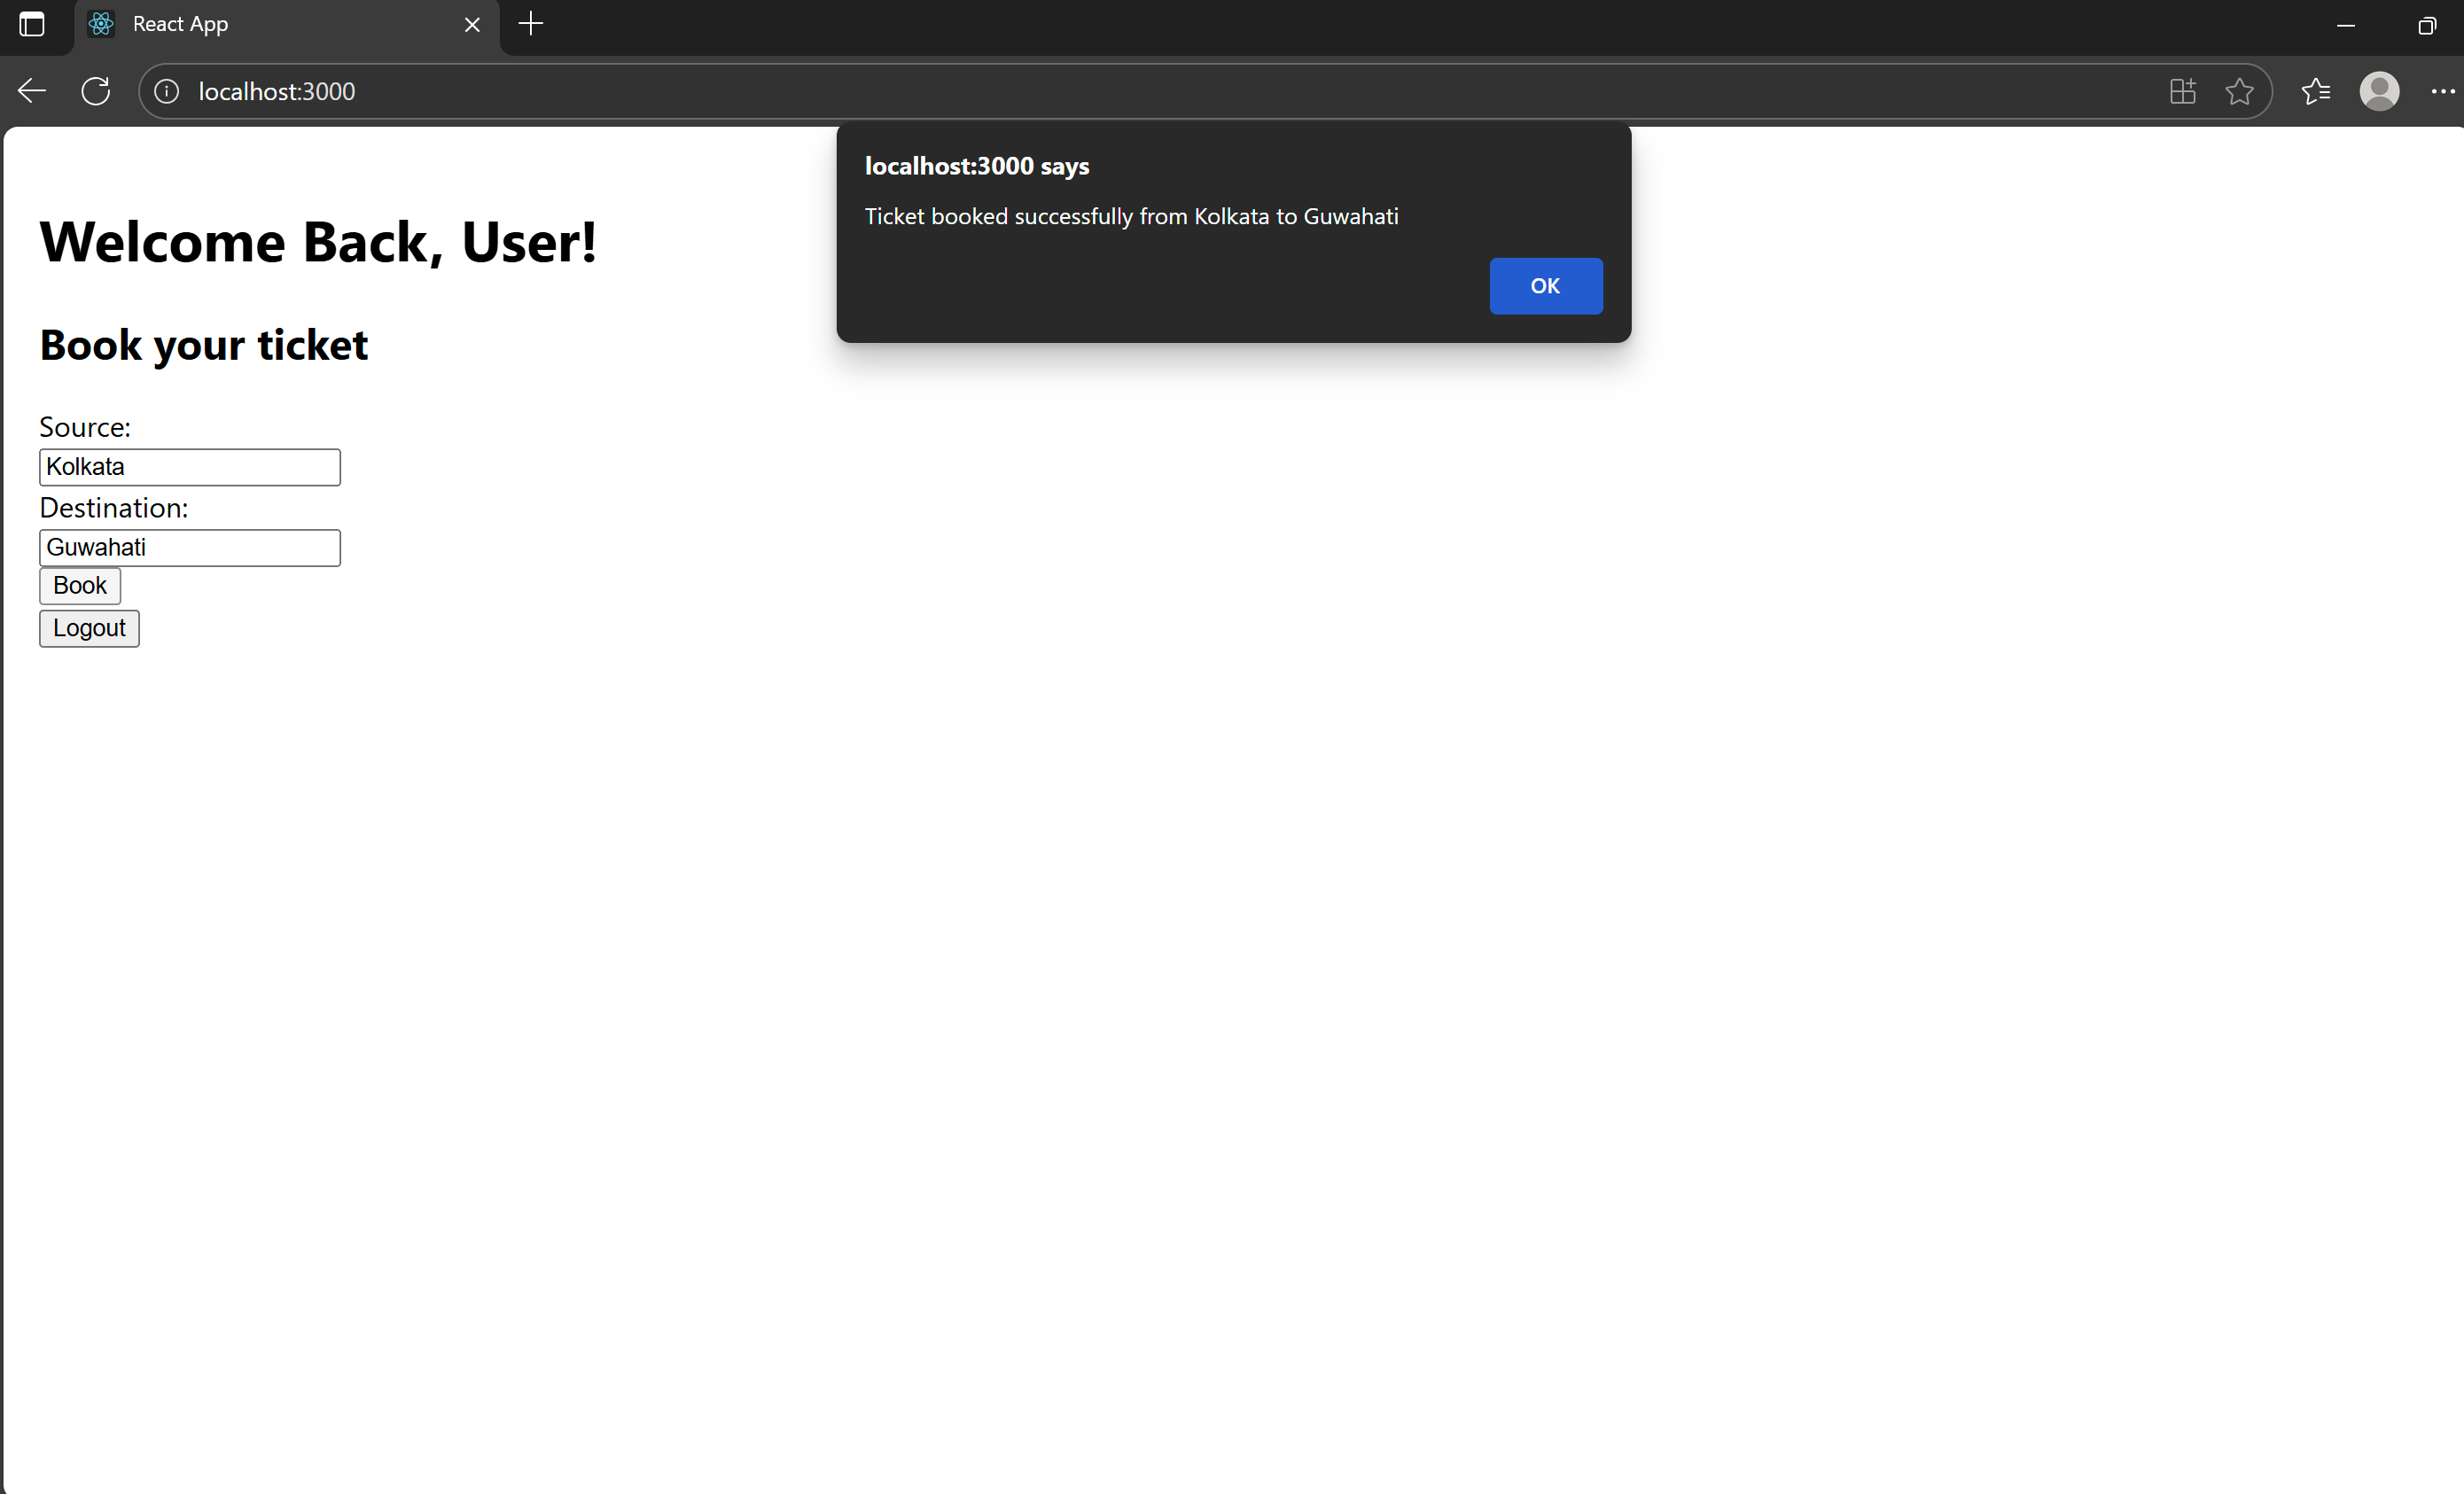 React App
localhost:3000
localhost:3000 says
Ticket booked successfully from Kolkata to Guwahati
OK
Welcome Back, User!
Book your ticket
Source:
Kolkata
Destination:
Guwahati
Book
Logout